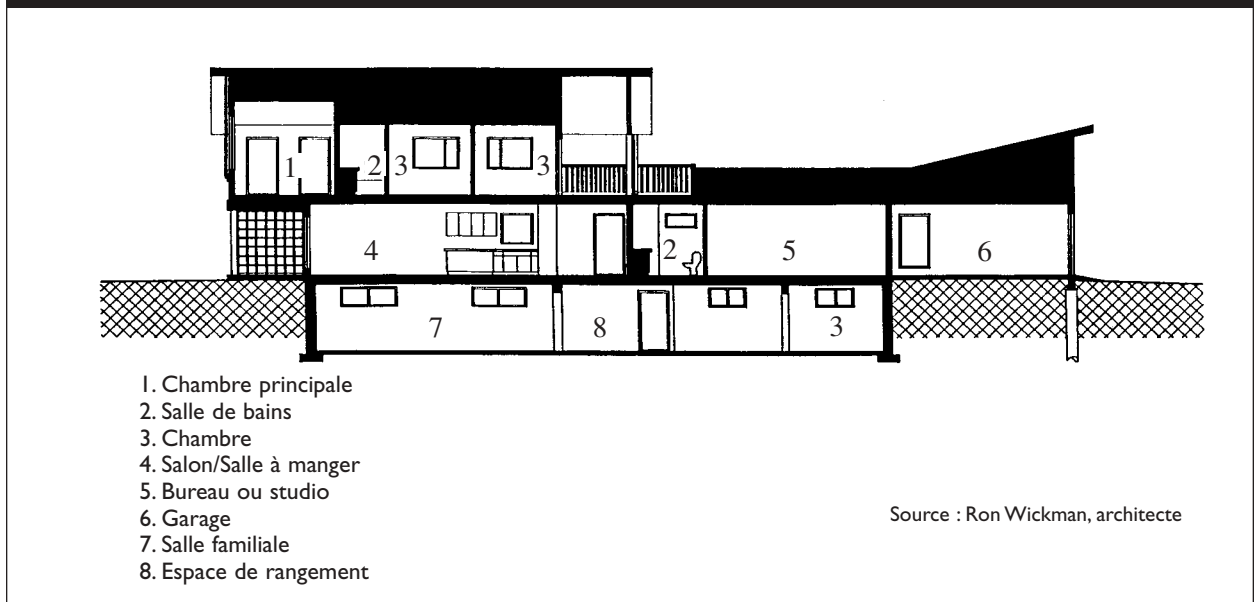 1
2
3
3
4
2
5
6
7
8
3
1. Chambre principale
2. Salle de bains
3. Chambre
4. Salon/Salle à manger
5. Bureau ou studio
6. Garage
7. Salle familiale
8. Espace de rangement
Source : Ron Wickman, architecte